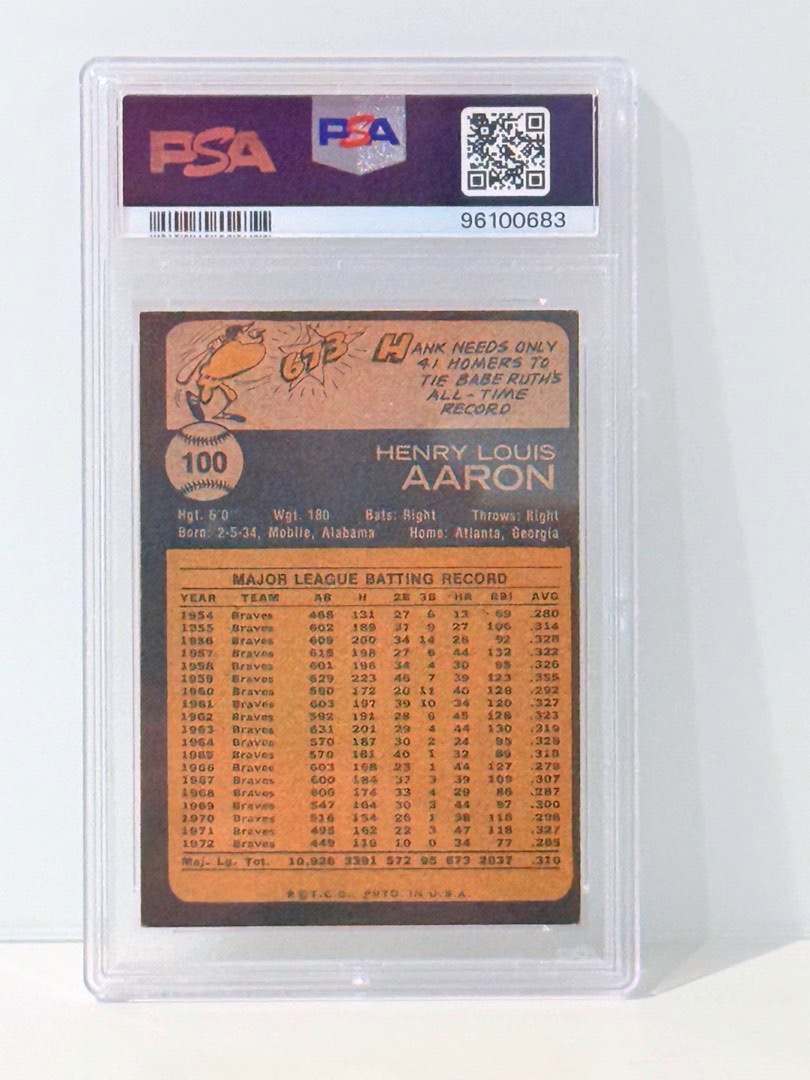 PSA PSA
96100683
673 HANK NEEDS ONLY
41 HOMERS TO
TIE BABE RUTH'S
ALL-TIME
RECORD
100 HENRY LOUIS
AARON
Hgt. 6'0" Wgt. 180 Bats: Right Throws: Right
Born: 2-5-34, Mobile, Alabama Home: Atlanta, Georgia
MAJOR LEAGUE BATTING RECORD
YEAR TEAM AB H 2B 3B HR RBI AVG
1954 Braves 468 131 27 6 13 69 .280
1955 Braves 602 189 37 9 27 106 .314
1956 Braves 609 200 34 14 26 92 .328
1957 Braves 615 198 27 6 44 132 .322
1958 Braves 601 196 34 4 30 95 .326
1959 Braves 629 223 46 7 39 123 .355
1960 Braves 590 172 20 11 40 126 .292
1961 Braves 603 197 39 10 34 120 .327
1962 Braves 592 191 28 6 45 128 .323
1963 Braves 631 201 29 4 44 130 .319
1964 Braves 570 187 30 2 24 95 .328
1965 Braves 570 181 40 1 32 89 .318
1966 Braves 603 168 23 1 44 127 .279
1967 Braves 600 184 37 3 39 109 .307
1968 Braves 606 174 33 4 29 86 .287
1969 Braves 547 164 30 3 44 97 .300
1970 Braves 516 154 26 1 38 118 .298
1971 Braves 495 162 22 3 47 118 .327
1972 Braves 449 119 10 0 34 77 .265
Maj. Lg. Tot. 10,926 3391 572 95 673 2037 .310
© T.C.G. PRTD. IN U.S.A.